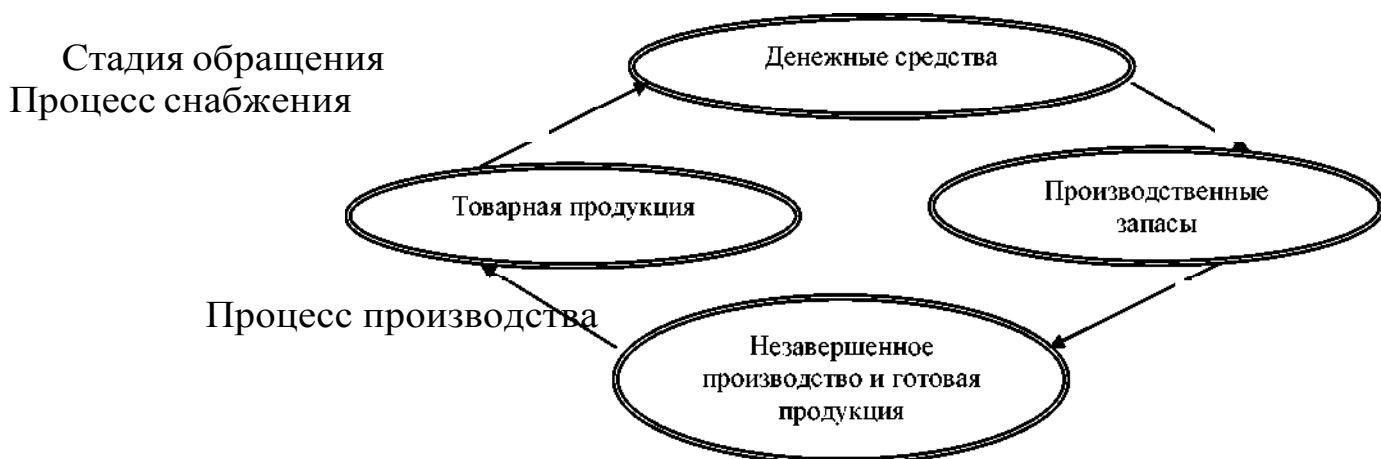 Стадия обращения
Процесс снабжения
Денежные средства
Товарная продукция
Производственные
запасы
Процесс производства
Незавершенное
производство и готовая
продукция